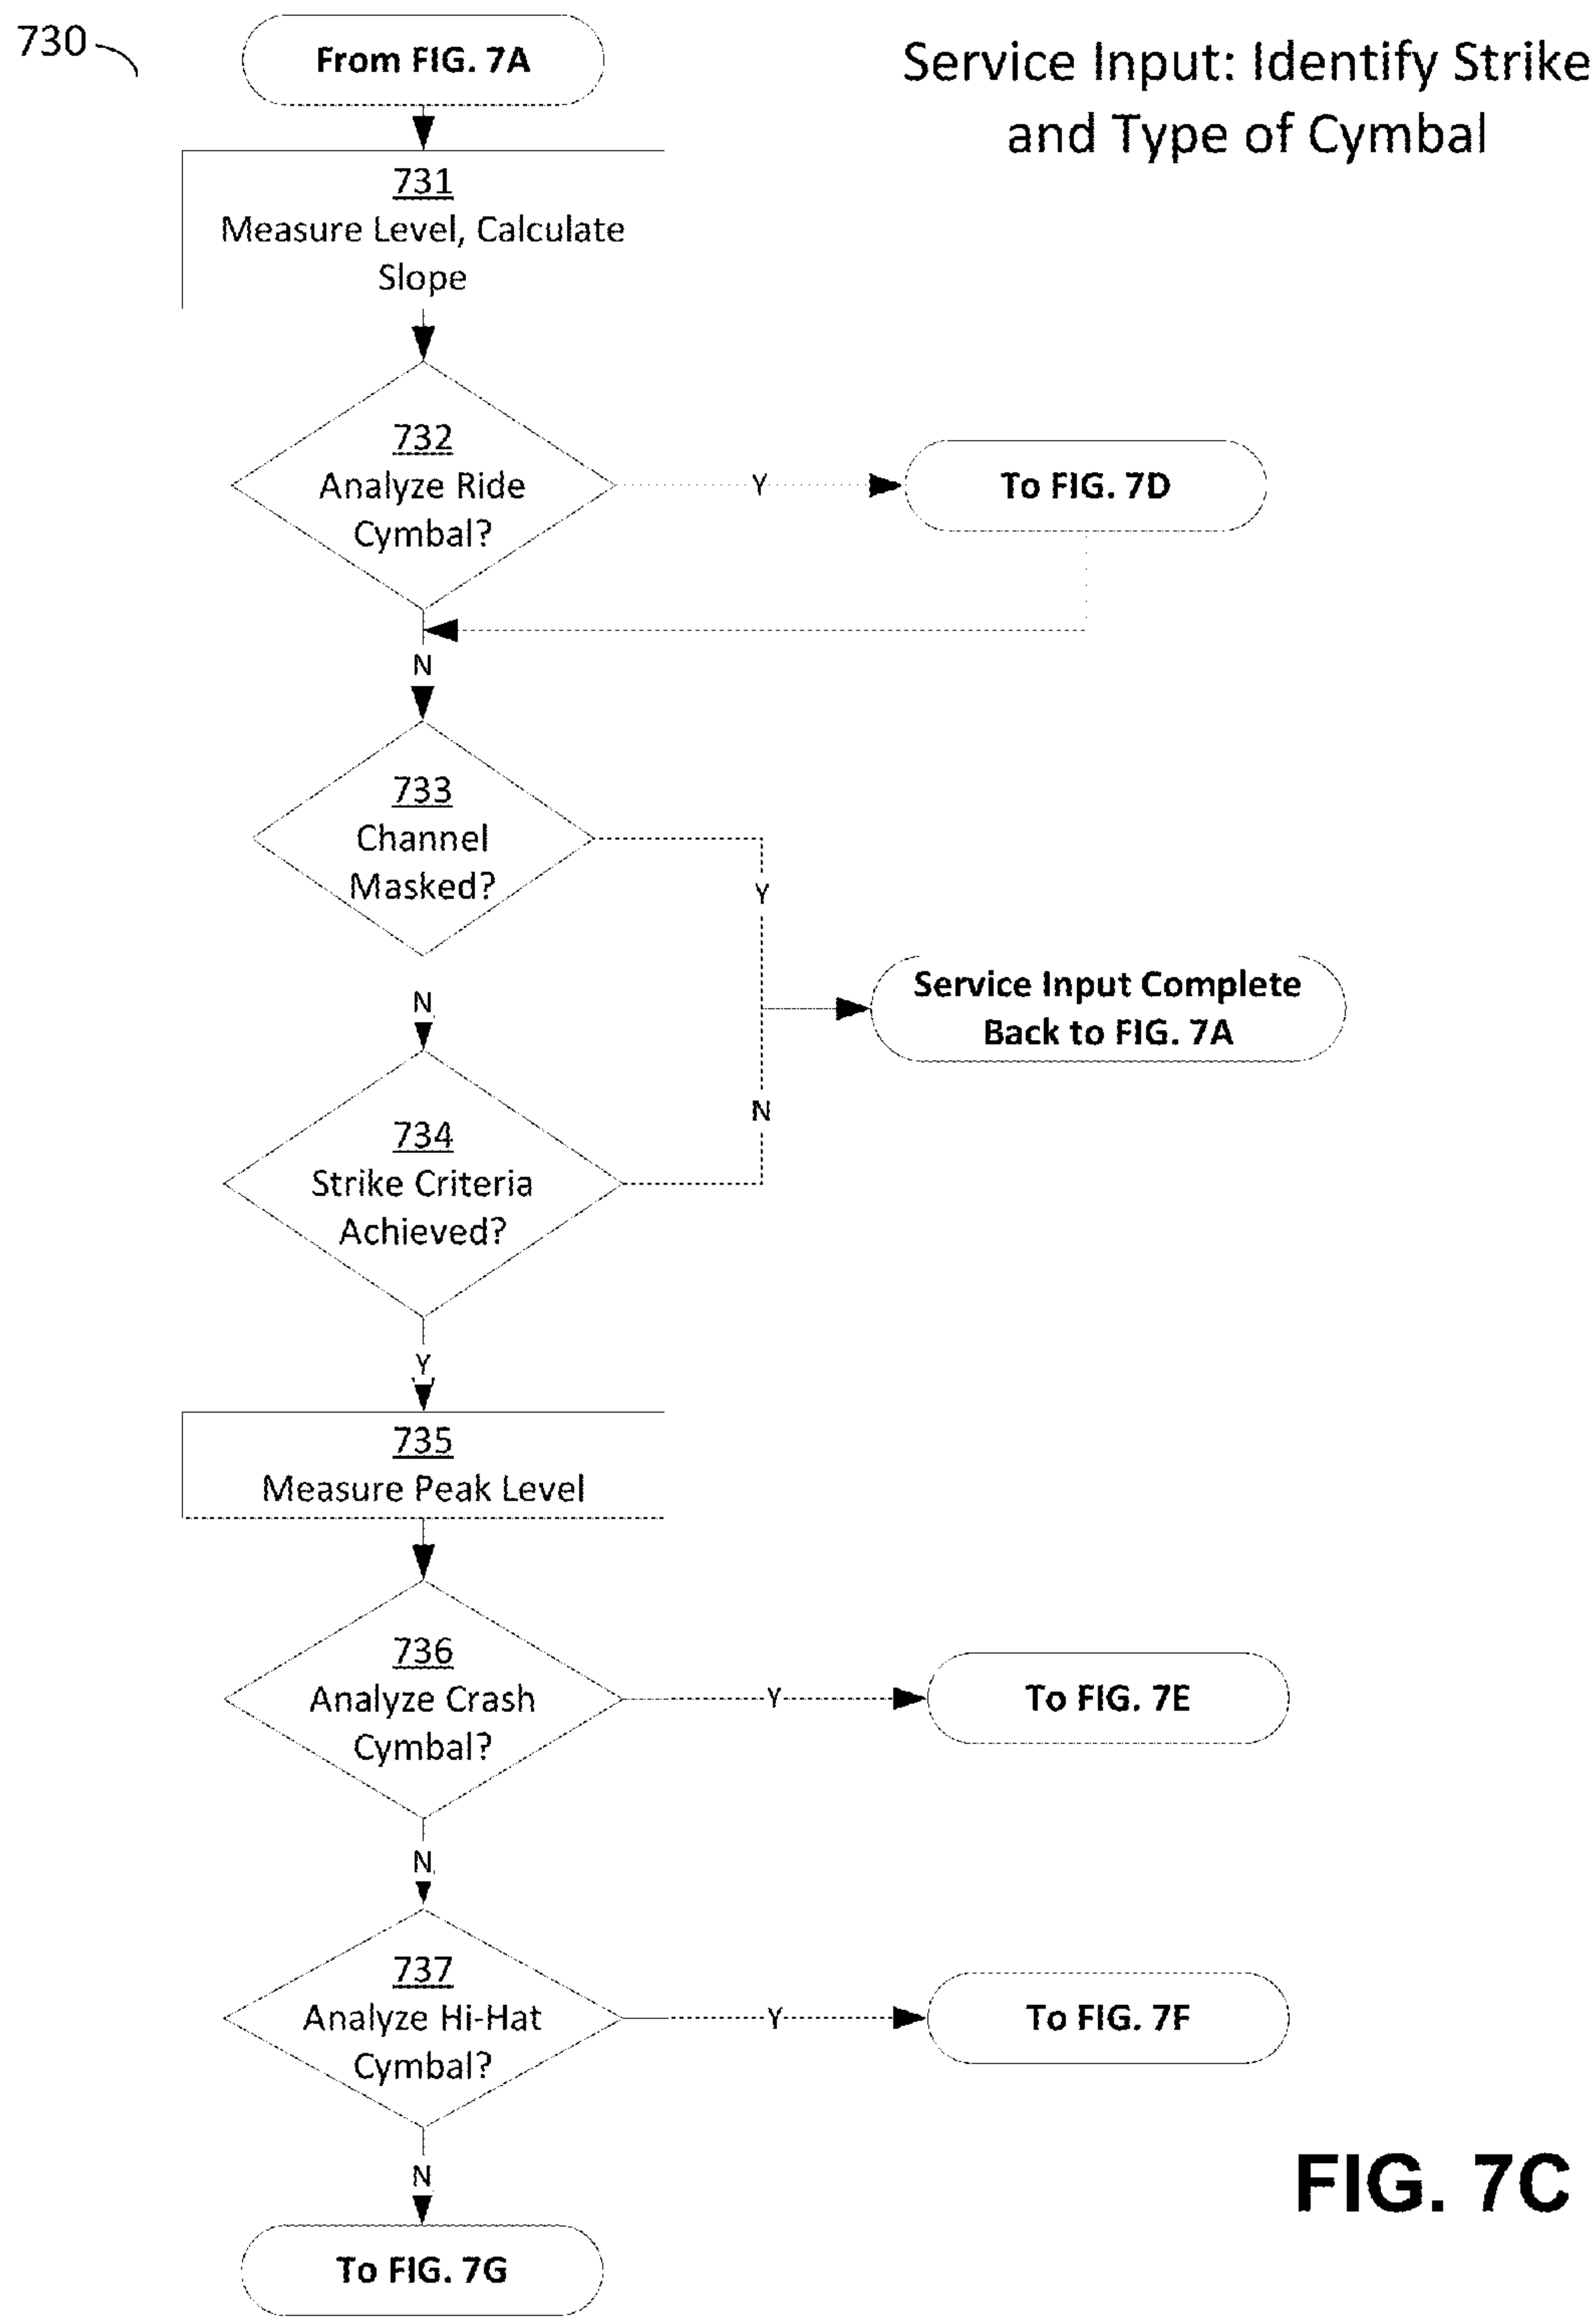 730
From FIG. 7A
Service Input: Identify Strike
and Type of Cymbal
731
Measure Level, Calculate
Slope
732
Analyze Ride
Cymbal?
Y
To FIG. 7D
N
733
Channel
Masked?
Y
N
Service Input Complete
Back to FIG. 7A
734
Strike Criteria
Achieved?
N
Y
735
Measure Peak Level
736
Analyze Crash
Cymbal?
Y
To FIG. 7E
N
737
Analyze Hi-Hat
Cymbal?
Y
To FIG. 7F
N
To FIG. 7G
FIG. 7C